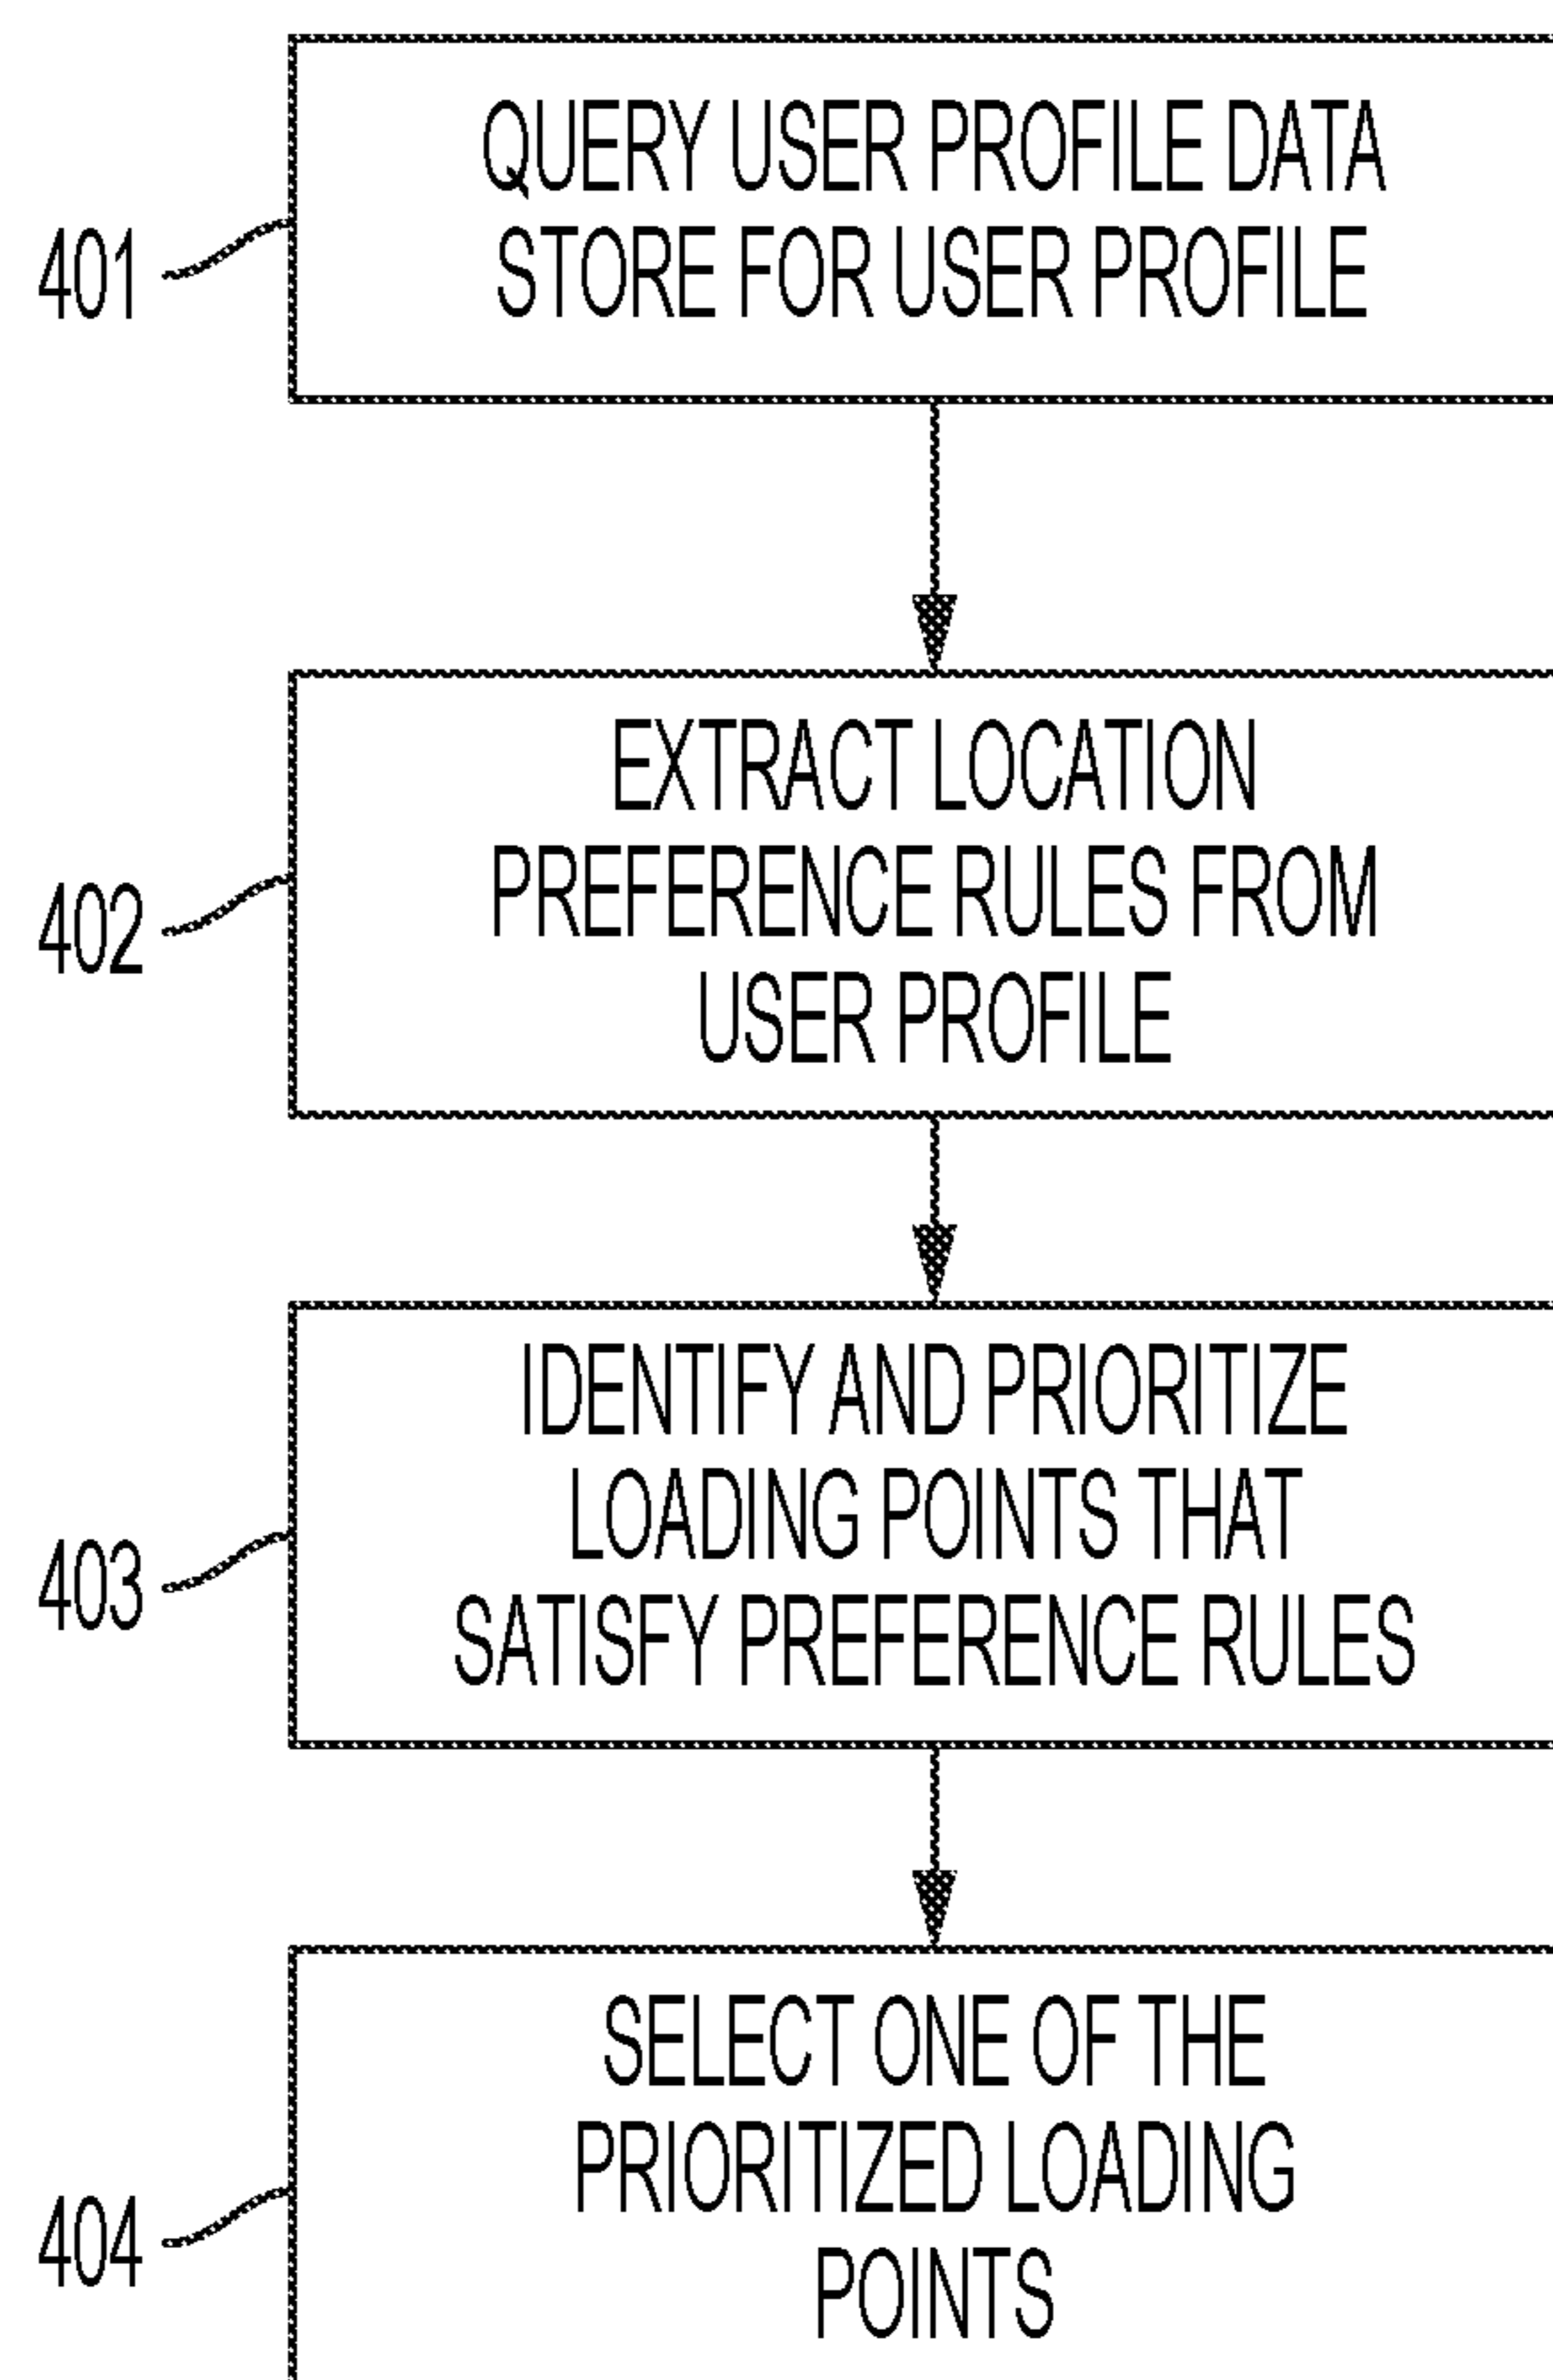 QUERY USER PROFILE DATA
STORE FOR USER PROFILE
401
EXTRACT LOCATION
PREFERENCE RULES FROM
USER PROFILE
402
IDENTIFY AND PRIORITIZE
LOADING POINTS THAT
SATISFY PREFERENCE RULES
403
SELECT ONE OF THE
PRIORITIZED LOADING
POINTS
404